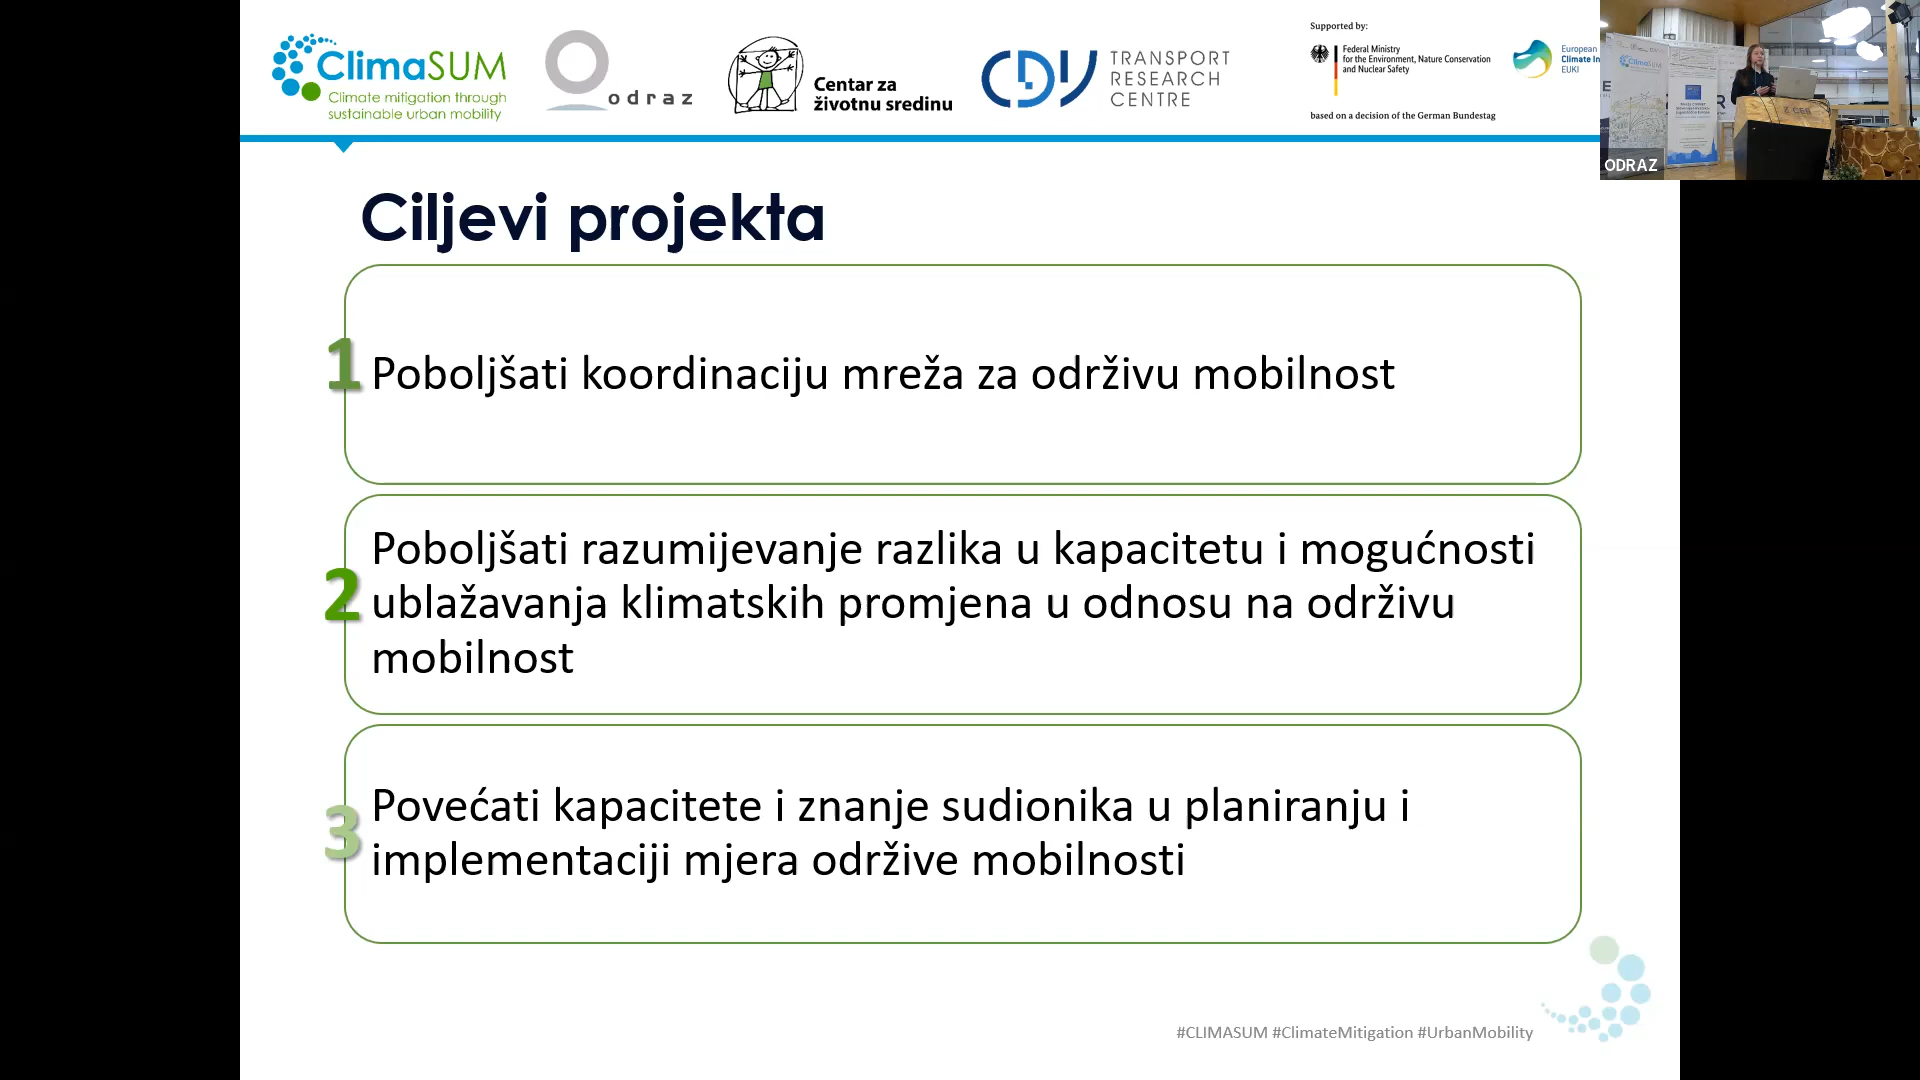 ClimaSUM
Climate mitigation through
sustainable urban mobility
odraz
Centar za
životnu sredinu
CDV
TRANSPORT
RESEARCH
CENTRE
Supported by:
Federal Ministry
for the Environment, Nature Conservation
and Nuclear Safety
based on a decision of the German Bundestag
European
Climate In
EUKI
ODRAZ
Ciljevi projekta
1
Poboljšati koordinaciju mreža za održivu mobilnost
2
Poboljšati razumijevanje razlika u kapacitetu i mogućnosti
ublažavanja klimatskih promjena u odnosu na održivu
mobilnost
3
Povećati kapacitete i znanje sudionika u planiranju i
implementaciji mjera održive mobilnosti
#CLIMASUM #ClimateMitigation #UrbanMobility